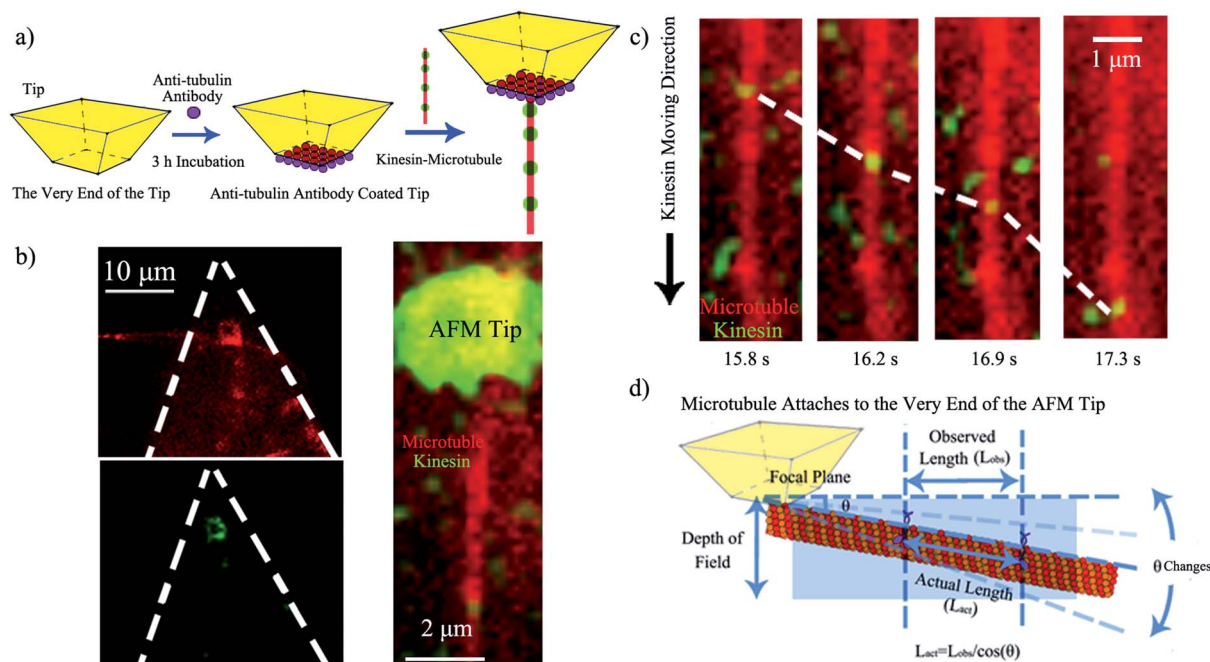 a)
Tip
Anti-tubulin
Antibody
3 h Incubation
Kinesin-Microtubule
The Very End of the Tip
Anti-tubulin Antibody Coated Tip
b)
10 μm
AFM Tip
Microtuble
Kinesin
2 μm
c)
Kinesin Moving Direction
1 μm
Microtuble
Kinesin
15.8 s
16.2 s
16.9 s
17.3 s
d)
Microtubule Attaches to the Very End of the AFM Tip
Observed
Length (Lobs)
Focal Plane
θ
Depth of
Field
Actual Length
(Lact)
θ Changes
Lact=Lobs/cos(θ)